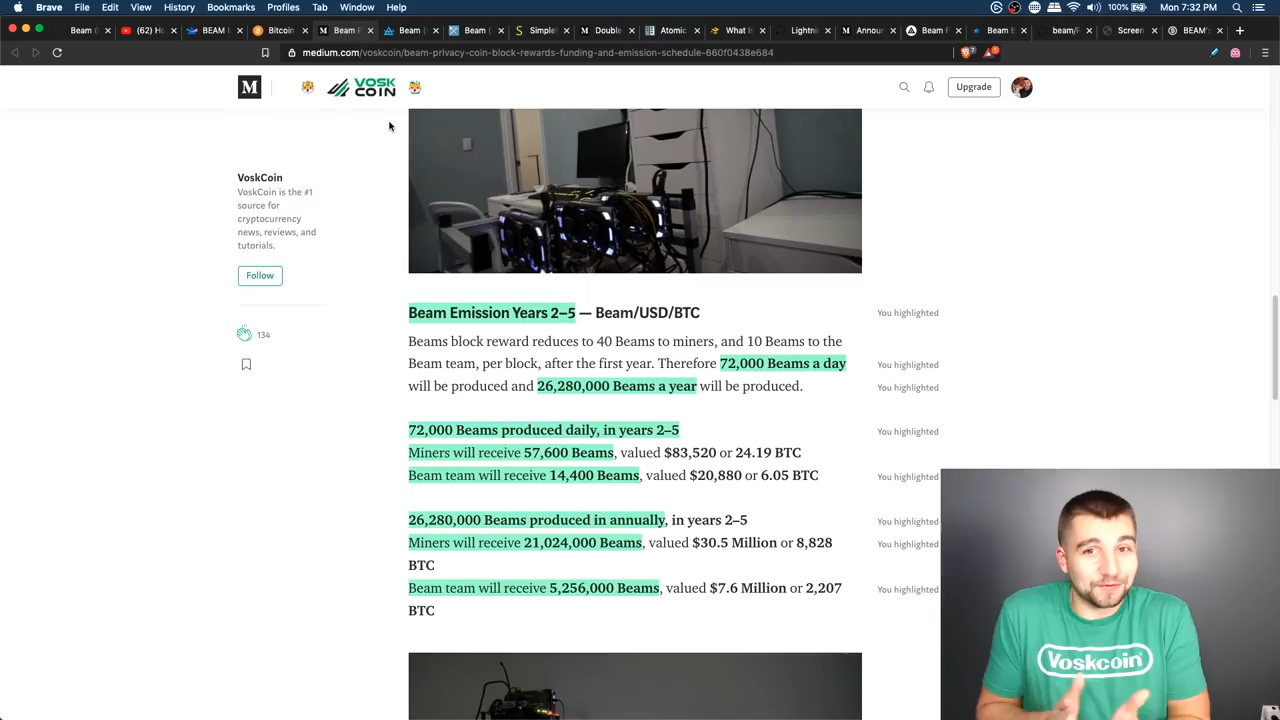 Brave File Edit View History Bookmarks Profiles Tab Window Help 100% Mon 7:32 PM
Beam ( (62) Ho BEAM Bitcoin Beam P Beam ( Beam ( Simple Double Atomic What Is Lightni Annou Beam F Beam E beam/ Screen BEAM's
medium.com/voskcoin/beam-privacy-coin-block-rewards-funding-and-emission-schedule-660f0438e684
M VOSK COIN Upgrade
VoskCoin
VoskCoin is the #1
source for
cryptocurrency
news, reviews, and
tutorials.
Follow
134
Beam Emission Years 2–5 — Beam/USD/BTC
You highlighted
Beams block reward reduces to 40 Beams to miners, and 10 Beams to the
Beam team, per block, after the first year. Therefore 72,000 Beams a day
You highlighted
will be produced and 26,280,000 Beams a year will be produced.
You highlighted
72,000 Beams produced daily, in years 2–5
You highlighted
Miners will receive 57,600 Beams, valued $83,520 or 24.19 BTC
Beam team will receive 14,400 Beams, valued $20,880 or 6.05 BTC
You highlighted
26,280,000 Beams produced in annually, in years 2–5
You highlighted
Miners will receive 21,024,000 Beams, valued $30.5 Million or 8,828
You highlighted
BTC
Beam team will receive 5,256,000 Beams, valued $7.6 Million or 2,207
You highlighted
BTC
Voskcoin